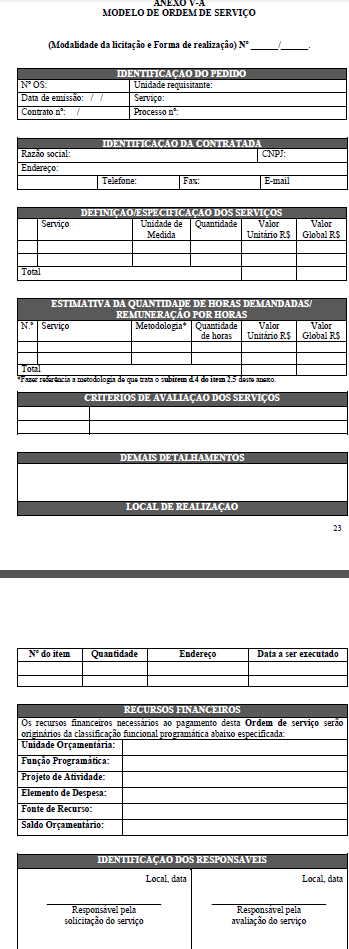 ANEXO V-A
MODELO DE ORDEM DE SERVIÇO
(Modalidade da licitação e Forma de realização) Nº ______/______.
IDENTIFICAÇÃO DO PEDIDO
Nº OS: Unidade requisitante:
Data de emissão: / / Serviço:
Contrato nº: / Processo nº:
IDENTIFICAÇÃO DA CONTRATADA
Razão social: CNPJ:
Endereço:
Telefone: Fax: E-mail
DEFINIÇÃO/ESPECIFICAÇÃO DOS SERVIÇOS
Serviço Unidade de Medida Quantidade Valor Unitário R$ Valor Global R$
Total
ESTIMATIVA DA QUANTIDADE DE HORAS DEMANDADAS/
REMUNERAÇÃO POR HORAS
N.º Serviço Metodologia* Quantidade de horas Valor Unitário R$ Valor Global R$
Total
*Fazer referência a metodologia de que trata o subitem d.4 do item 2.5 deste anexo.
CRITÉRIOS DE AVALIAÇÃO DOS SERVIÇOS
DEMAIS DETALHAMENTOS
LOCAL DE REALIZAÇÃO
23
Nº do item Quantidade Endereço Data a ser executado
RECURSOS FINANCEIROS
Os recursos financeiros necessários ao pagamento desta Ordem de serviço serão
originários da classificação funcional programática abaixo especificada:
Unidade Orçamentária:
Função Programática:
Projeto de Atividade:
Elemento de Despesa:
Fonte de Recurso:
Saldo Orçamentário:
IDENTIFICAÇÃO DOS RESPONSÁVEIS
Local, data Local, data
Responsável pela Responsável pela
solicitação do serviço avaliação do serviço